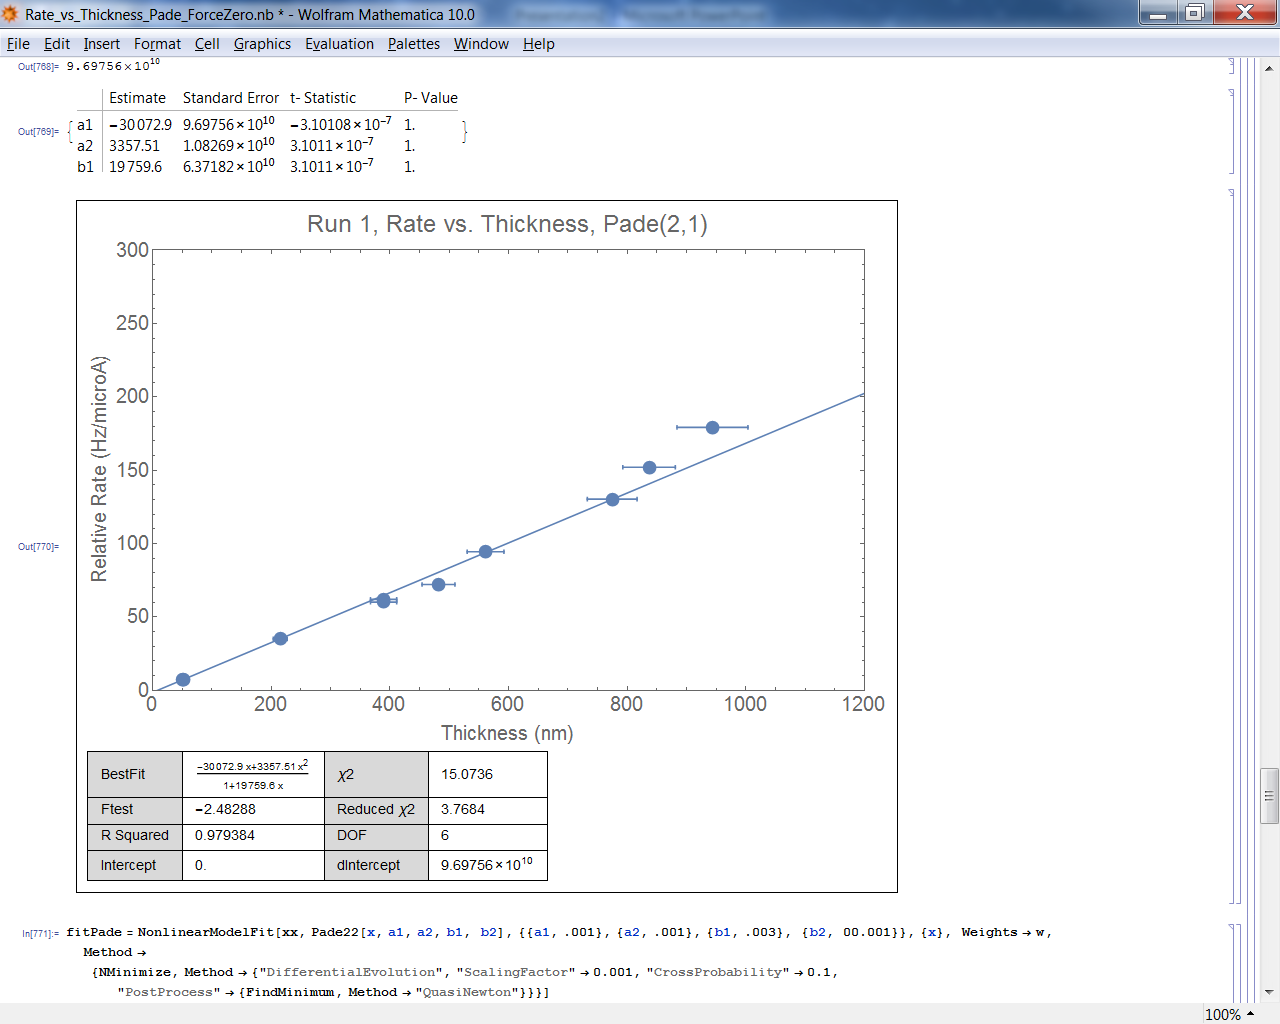 Rate_vs_Thickness_Pade_ForceZero.nb * - Wolfram Mathematica 10.0
File Edit Insert Format Cell Graphics Evaluation Palettes Window Help
Out[768]= 9.69756×10^10
Estimate Standard Error t- Statistic P- Value
Out[769]= { a1 −30072.9 9.69756×10^10 −3.10108×10^−7 1. }
a2 3357.51 1.08269×10^10 3.1011×10^−7 1.
b1 19759.6 6.37182×10^10 3.1011×10^−7 1.
Run 1, Rate vs. Thickness, Pade(2,1)
300
250
200
150
100
50
0
Relative Rate (Hz/microA)
0 200 400 600 800 1000 1200
Thickness (nm)
Out[770]=
BestFit (−30072.9 x+3357.51 x^2)/(1+19759.6 x) χ2 15.0736
Ftest −2.48288 Reduced χ2 3.7684
R Squared 0.979384 DOF 6
Intercept 0. dIntercept 9.69756×10^10
In[771]:= fitPade = NonlinearModelFit[xx, Pade22[x, a1, a2, b1, b2], {{a1, .001}, {a2, .001}, {b1, .003}, {b2, 00.001}}, {x}, Weights → w,
Method →
{NMinimize, Method → {"DifferentialEvolution", "ScalingFactor" → 0.001, "CrossProbability" → 0.1,
"PostProcess" → {FindMinimum, Method → "QuasiNewton"}}}]
100%